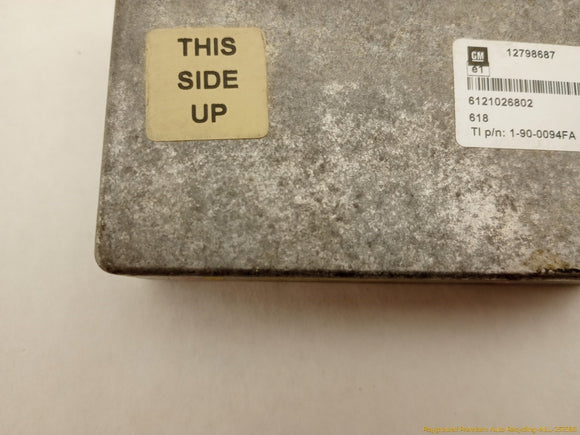 THIS
SIDE
UP
GM
61
12798687
6121026802
618
TI p/n: 1-90-0094FA